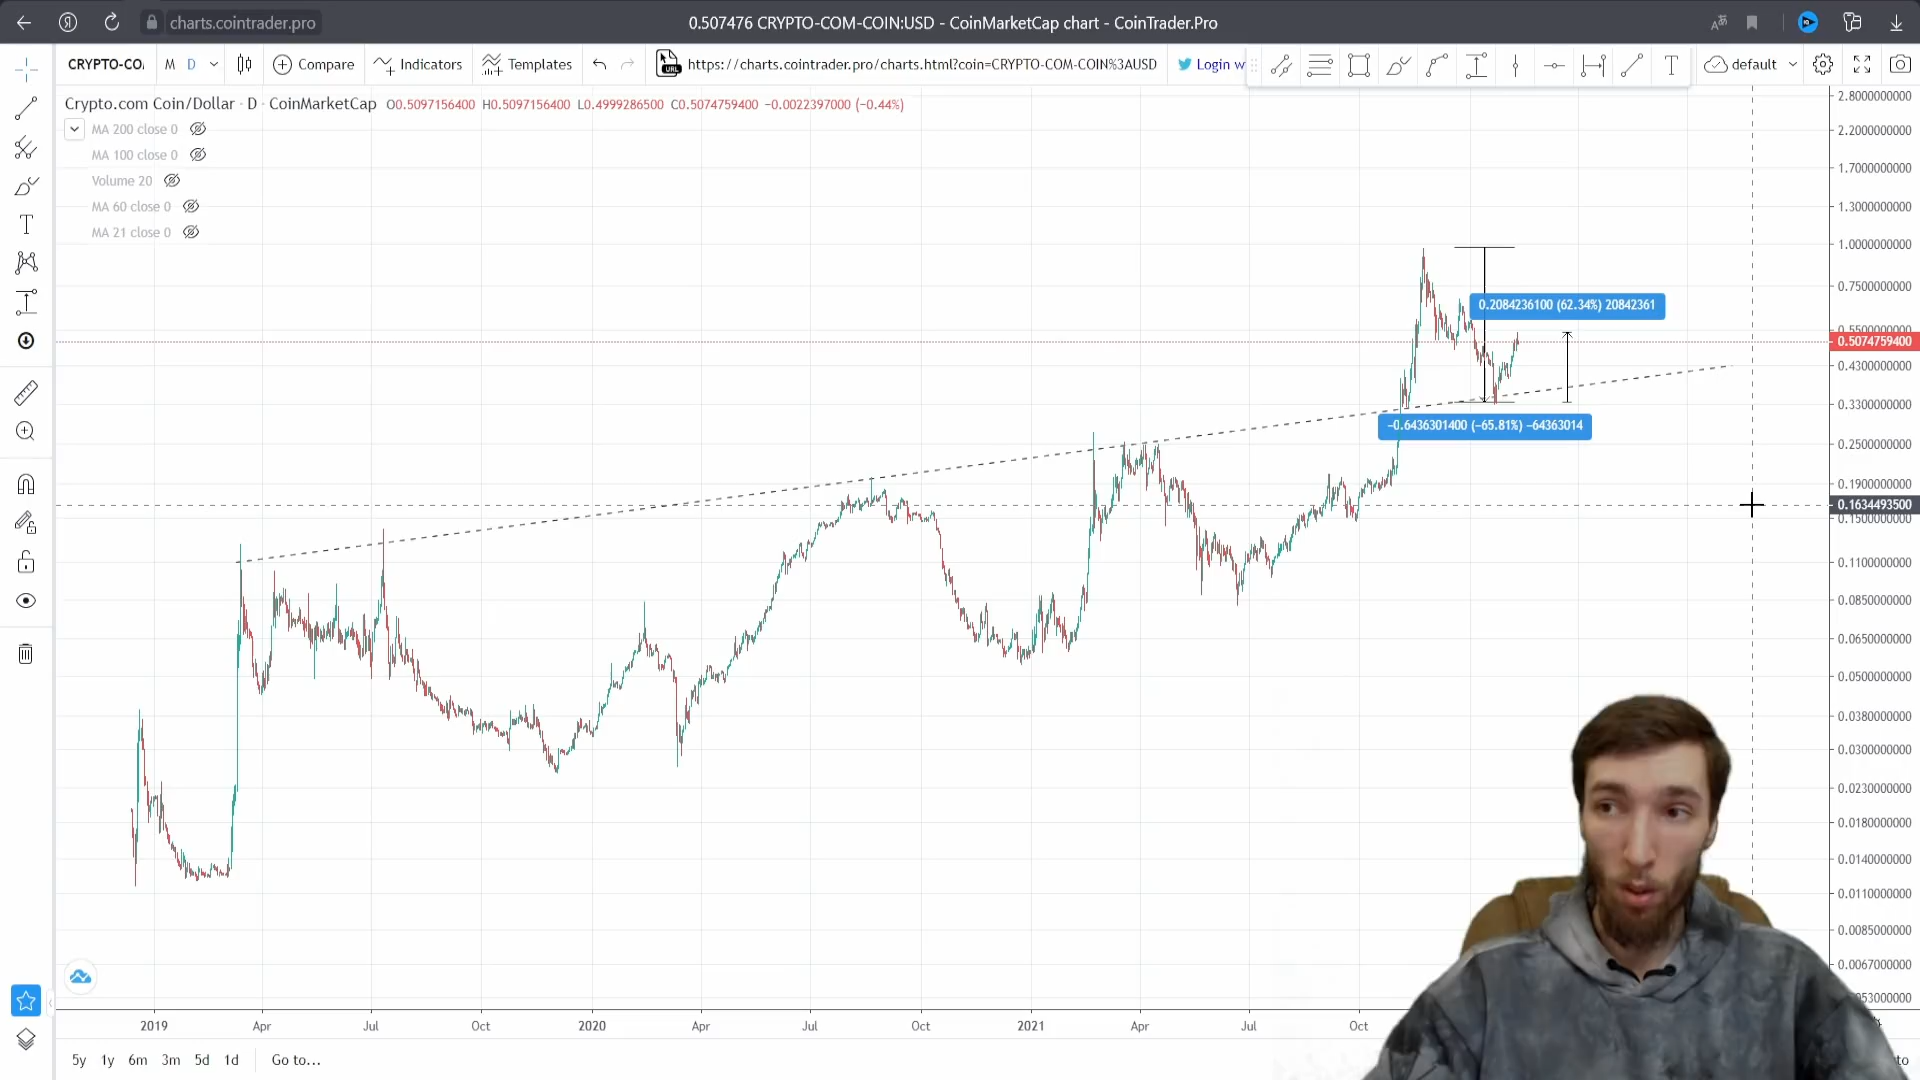 charts.cointrader.pro
0.507476 CRYPTO-COM-COIN:USD - CoinMarketCap chart - CoinTrader.Pro
CRYPTO-CO
M D
Compare
Indicators
Templates
URL
https://charts.cointrader.pro/charts.html?coin=CRYPTO-COM-COIN%3AUSD
Login w
T
default
Crypto.com Coin/Dollar · D · CoinMarketCap O0.5097156400 H0.5097156400 L0.4999286500 C0.5074759400 −0.0022397000 (−0.44%)
MA 200 close 0
MA 100 close 0
Volume 20
MA 60 close 0
MA 21 close 0
T
2.8000000000
2.2000000000
1.7000000000
1.3000000000
1.0000000000
0.7500000000
0.5500000000
0.5074759400
0.4300000000
0.3300000000
0.2500000000
0.1900000000
0.1634493500
0.1500000000
0.1100000000
0.0850000000
0.0650000000
0.0500000000
0.0380000000
0.0300000000
0.0230000000
0.0180000000
0.0140000000
0.0110000000
0.0085000000
0.0067000000
53000000
0.2084236100 (62.34%) 20842361
−0.6436301400 (−65.81%) −64363014
2019 Apr Jul Oct 2020 Apr Jul Oct 2021 Apr Jul Oct
5y 1y 6m 3m 5d 1d Go to...